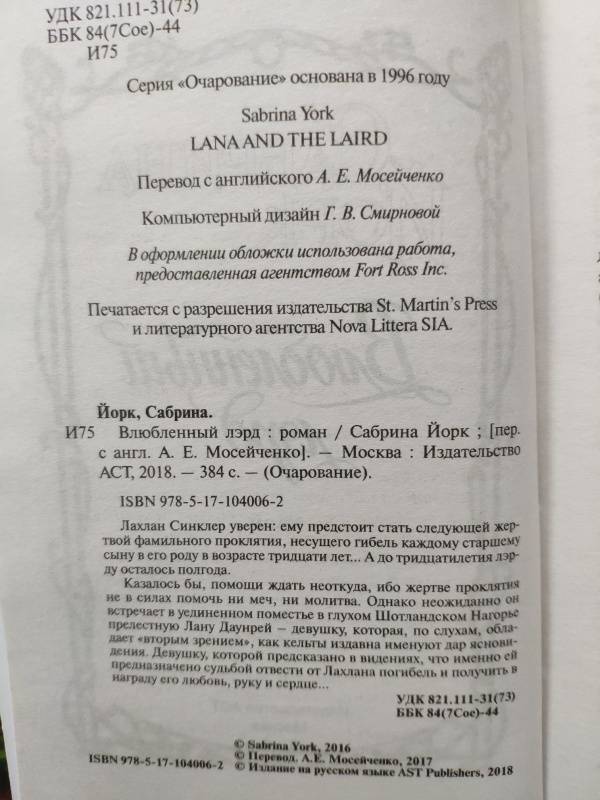 УДК 821.111-31(73)
ББК 84(7Сое)-44
И75
Серия «Очарование» основана в 1996 году
Sabrina York
LANA AND THE LAIRD
Перевод с английского А. Е. Мосейченко
Компьютерный дизайн Г. В. Смирновой
В оформлении обложки использована работа,
предоставленная агентством Fort Ross Inc.
Печатается с разрешения издательства St. Martin's Press
и литературного агентства Nova Littera SIA.
Йорк, Сабрина.
И75 Влюбленный лэрд : роман / Сабрина Йорк ; [пер.
с англ. А. Е. Мосейченко]. — Москва : Издательство
АСТ, 2018. — 384 с. — (Очарование).
ISBN 978-5-17-104006-2
Лахлан Синклер уверен: ему предстоит стать следующей жер-
твой фамильного проклятия, несущего гибель каждому старшему
сыну в его роду в возрасте тридцати лет... А до тридцатилетия лэр-
ду осталось полгода.
Казалось бы, помощи ждать неоткуда, ибо жертве проклятия
не в силах помочь ни меч, ни молитва. Однако неожиданно он
встречает в уединенном поместье в глухом Шотландском Нагорье
прелестную Лану Даунрей – девушку, которая, по слухам, обла-
дает «вторым зрением», как кельты издавна именуют дар яснови-
дения. Девушку, которой предсказано в видениях, что именно ей
предназначено судьбой отвести от Лахлана погибель и получить в
награду его любовь, руку и сердце...
УДК 821.111-31(73)
ББК 84(7Сое)-44
© Sabrina York, 2016
© Перевод. А.Е. Мосейченко, 2017
ISBN 978-5-17-104006-2 © Издание на русском языке AST Publishers, 2018